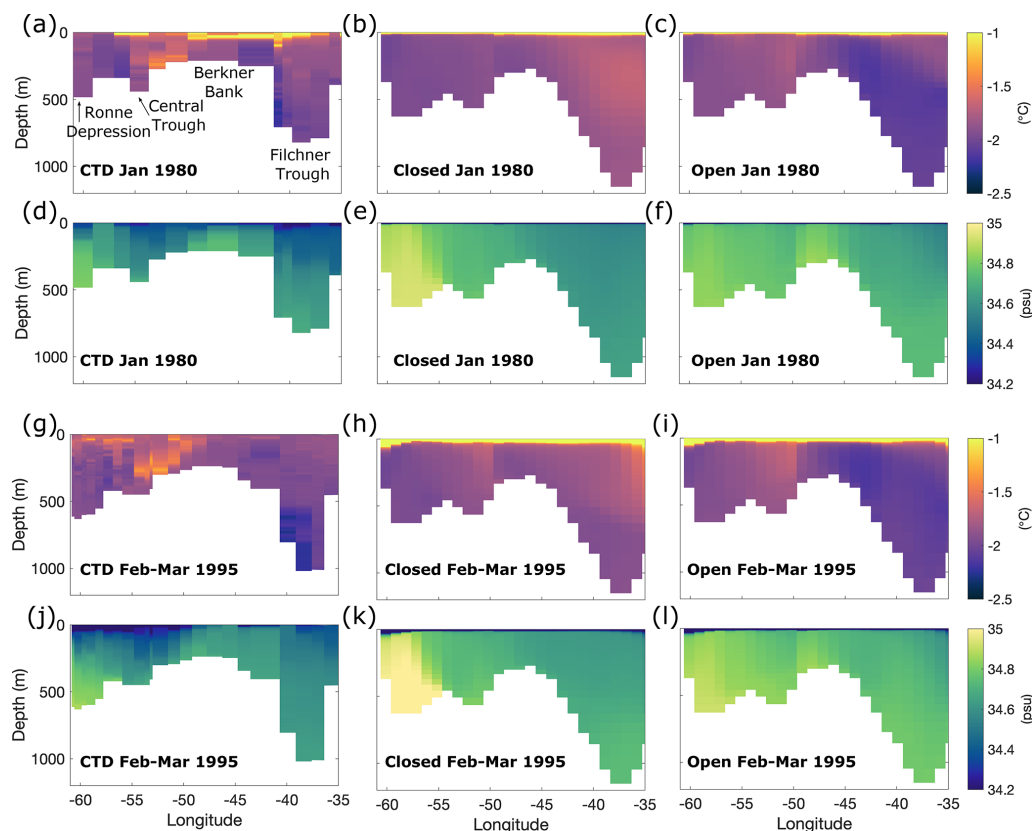 (a) (b) (c)
0 -1
Berkner
Bank
Central
Trough
Ronne
Depression
Filchner
Trough
Depth (m)
500
1000
CTD Jan 1980 Closed Jan 1980 Open Jan 1980
-1.5
-2
-2.5
(°C)
(d) (e) (f)
0 35
Depth (m)
500
1000
CTD Jan 1980 Closed Jan 1980 Open Jan 1980
34.8
34.6
34.4
34.2
(psu)
(g) (h) (i)
0 -1
Depth (m)
500
1000
CTD Feb-Mar 1995 Closed Feb-Mar 1995 Open Feb-Mar 1995
-1.5
-2
-2.5
(°C)
(j) (k) (l)
0 35
Depth (m)
500
1000
CTD Feb-Mar 1995 Closed Feb-Mar 1995 Open Feb-Mar 1995
34.8
34.6
34.4
34.2
(psu)
-60 -55 -50 -45 -40 -35 -60 -55 -50 -45 -40 -35 -60 -55 -50 -45 -40 -35
Longitude Longitude Longitude